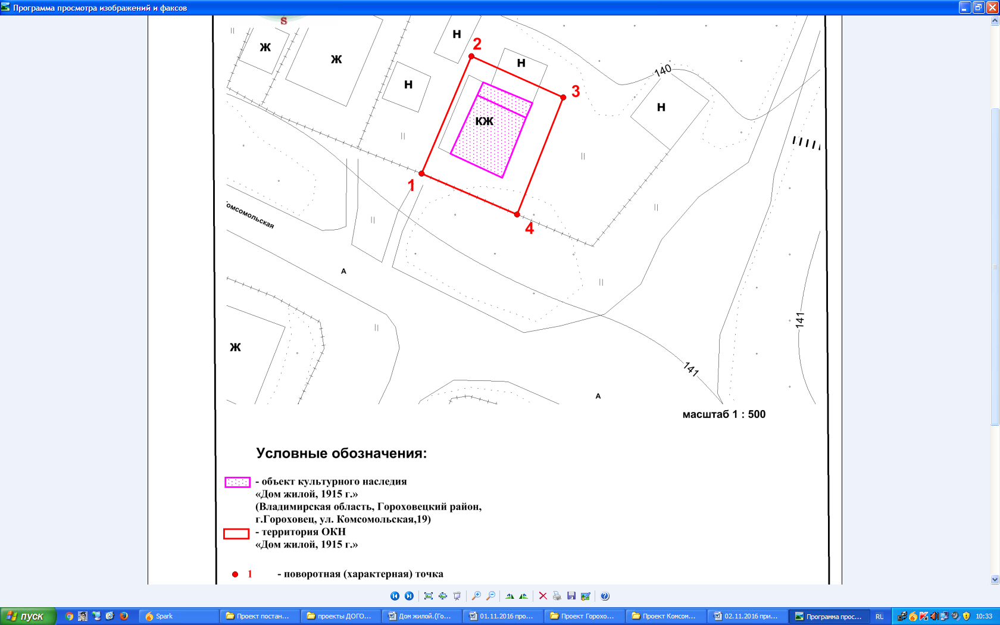 Программа просмотра изображений и факсов
S
Ж
Ж
Н
2
Н
Н
3
140
Н
КЖ
1
4
омсомольская
А
Ж
141
141
А
масштаб 1 : 500
Условные обозначения:
- объект культурного наследия
«Дом жилой, 1915 г.»
(Владимирская область, Гороховецкий район,
г.Гороховец, ул. Комсомольская,19)
- территория ОКН
«Дом жилой, 1915 г.»
1 - поворотная (характерная) точка
пуск
Spark
Проект постан...
проекты ДОГО...
Дом жилой.(Го...
01.11.2016 про...
Проект Горохо...
Проект Комсом...
02.11.2016 при...
Программа прос...
RU
10:33